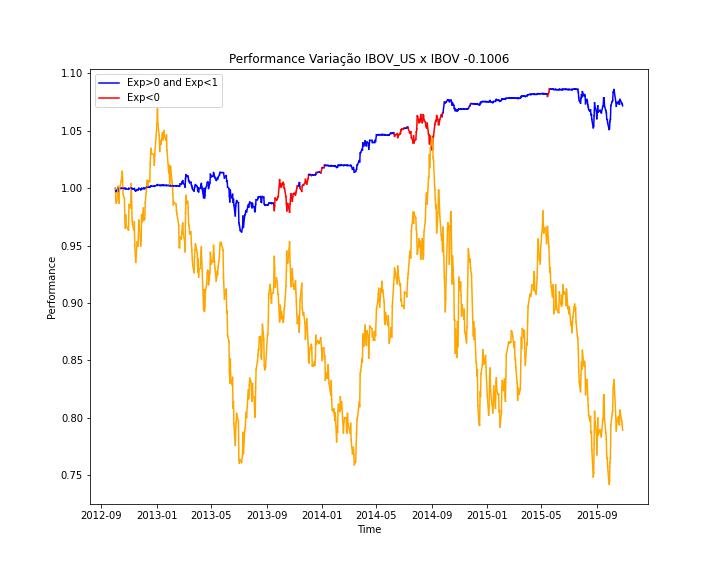 Performance Variação IBOV_US x IBOV -0.1006
Exp>0 and Exp<1
Exp<0
1.10
1.05
1.00
0.95
0.90
0.85
0.80
0.75
Performance
2012-09 2013-01 2013-05 2013-09 2014-01 2014-05 2014-09 2015-01 2015-05 2015-09
Time